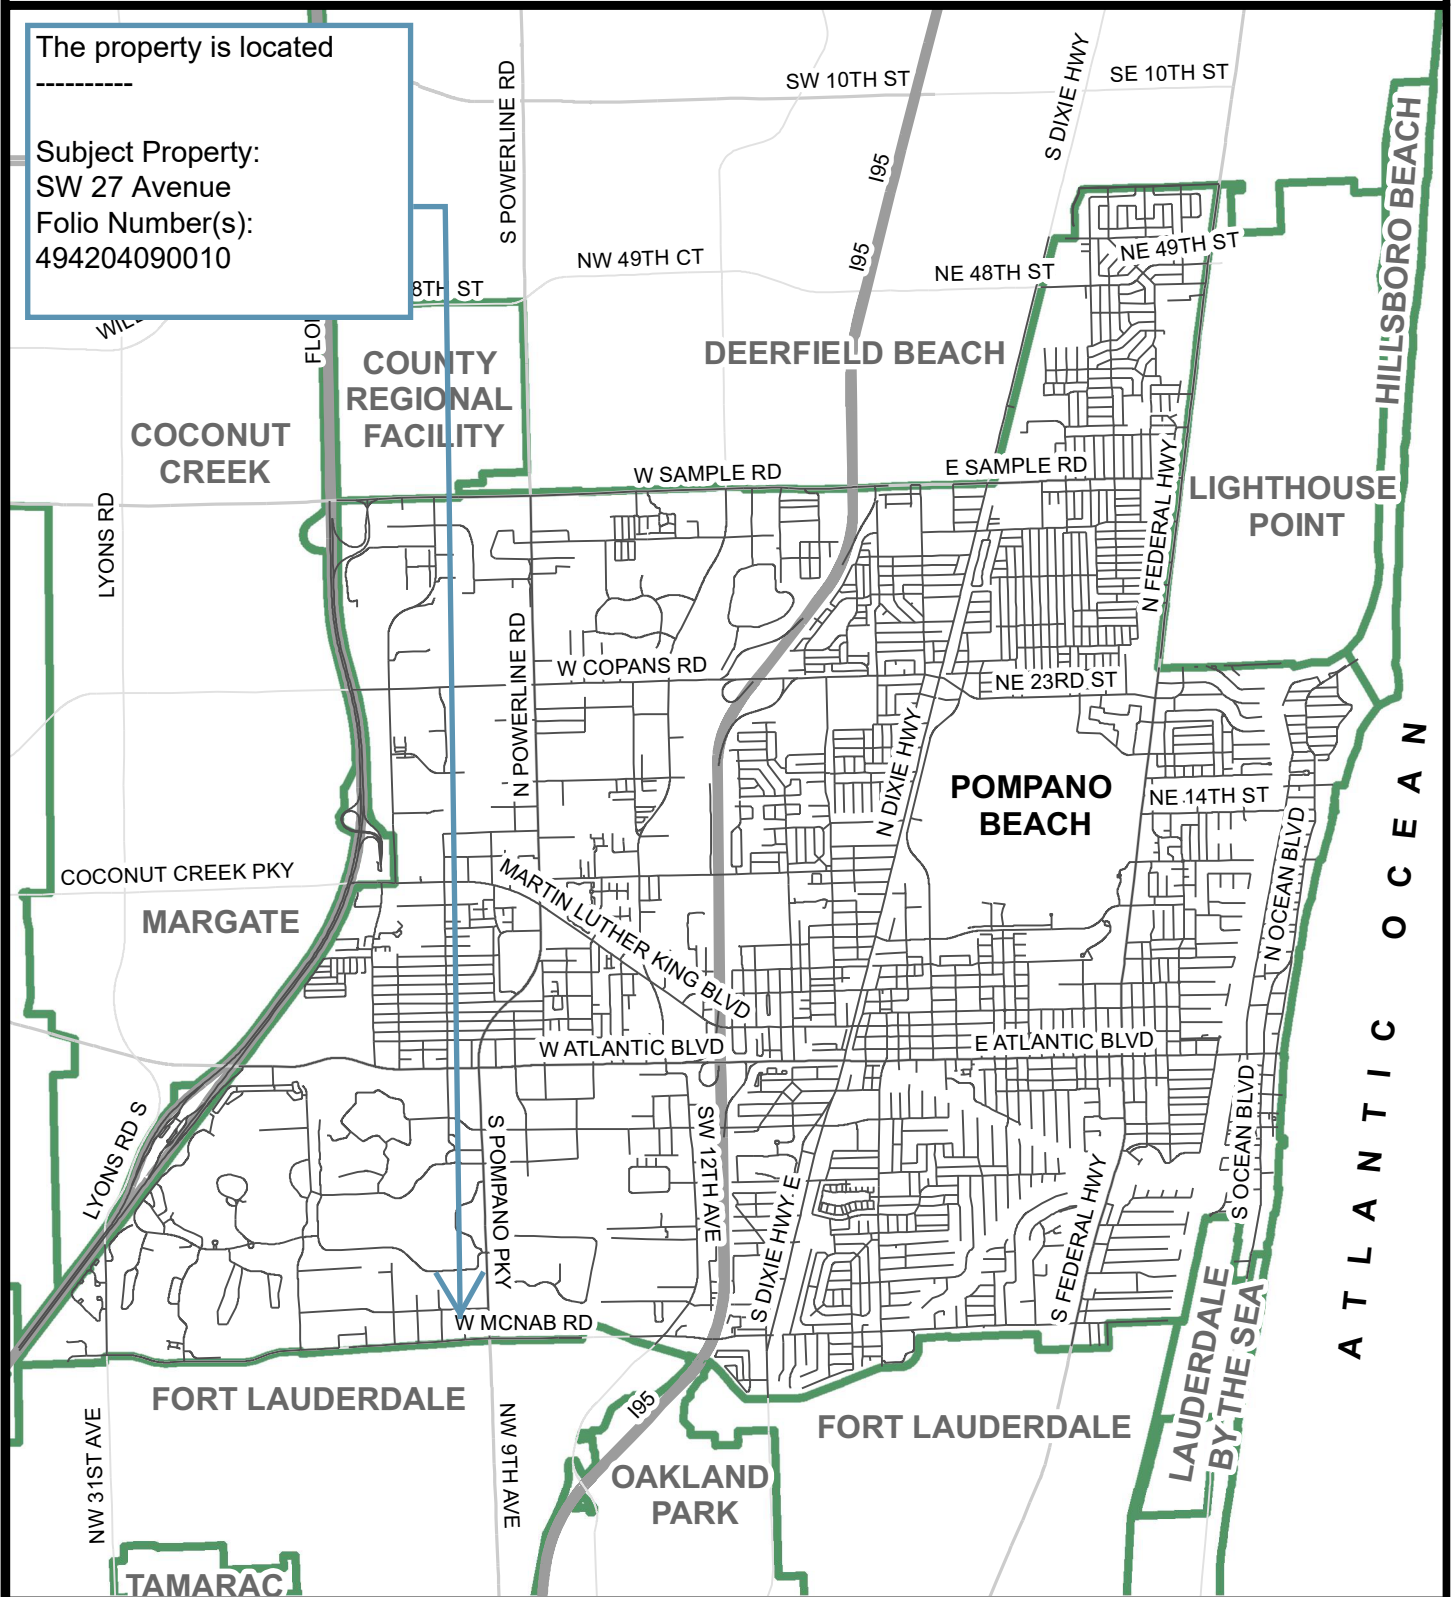 The property is located
----------
Subject Property:
SW 27 Avenue
Folio Number(s):
494204090010
S POWERLINE RD
SW 10TH ST
SE 10TH ST
S DIXIE HWY
I95
I95
HILLSBORO BEACH
NW 49TH CT
NE 48TH ST
NE 49TH ST
8TH ST
FLO
COUNTY
REGIONAL
FACILITY
DEERFIELD BEACH
COCONUT
CREEK
W SAMPLE RD
E SAMPLE RD
LIGHTHOUSE
POINT
LYONS RD
N FEDERAL HWY
N POWERLINE RD
W COPANS RD
NE 23RD ST
N DIXIE HWY
POMPANO
BEACH
NE 14TH ST
N OCEAN BLVD
COCONUT CREEK PKY
MARGATE
MARTIN LUTHER KING BLVD
W ATLANTIC BLVD
E ATLANTIC BLVD
ATLANTIC OCEAN
LYONS RD S
S POMPANO PKY
SW 12TH AVE
S DIXIE HWY E
S FEDERAL HWY
S OCEAN BLVD
W MCNAB RD
LAUDERDALE
BY THE SEA
FORT LAUDERDALE
FORT LAUDERDALE
I95
NW 31ST AVE
NW 9TH AVE
OAKLAND
PARK
TAMARAC